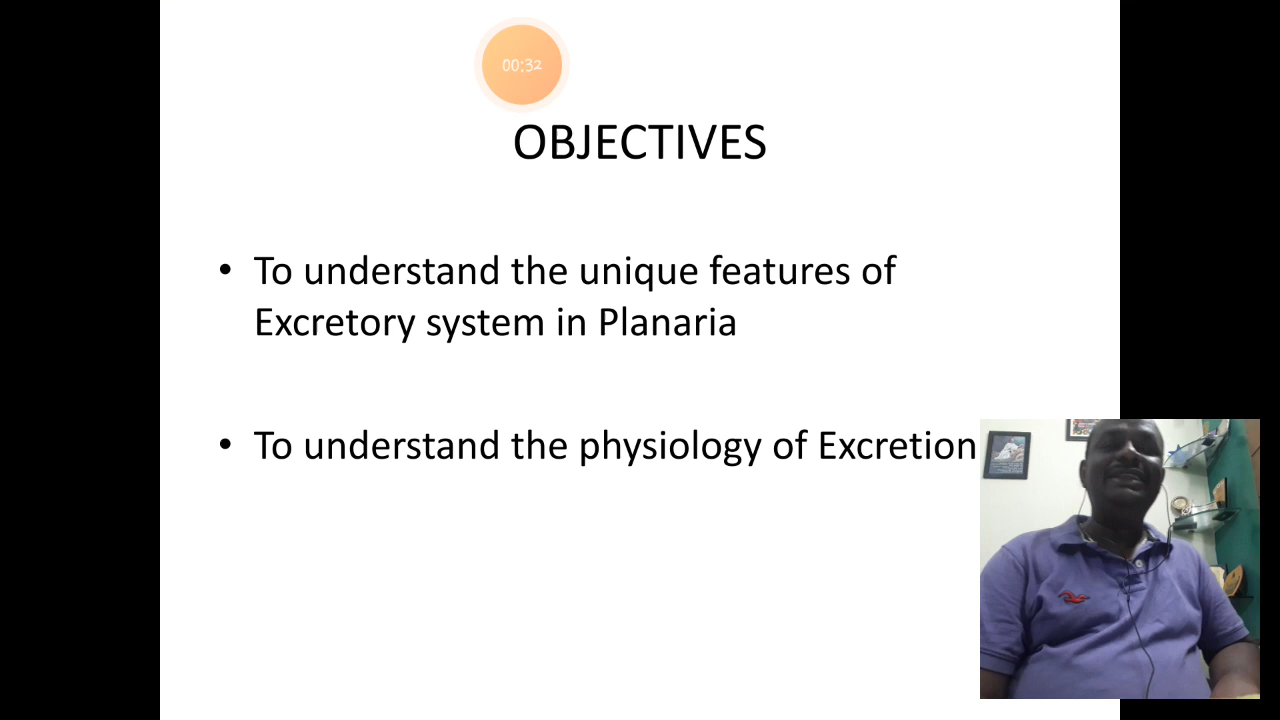 00:32
OBJECTIVES
• To understand the unique features of
Excretory system in Planaria
• To understand the physiology of Excretion